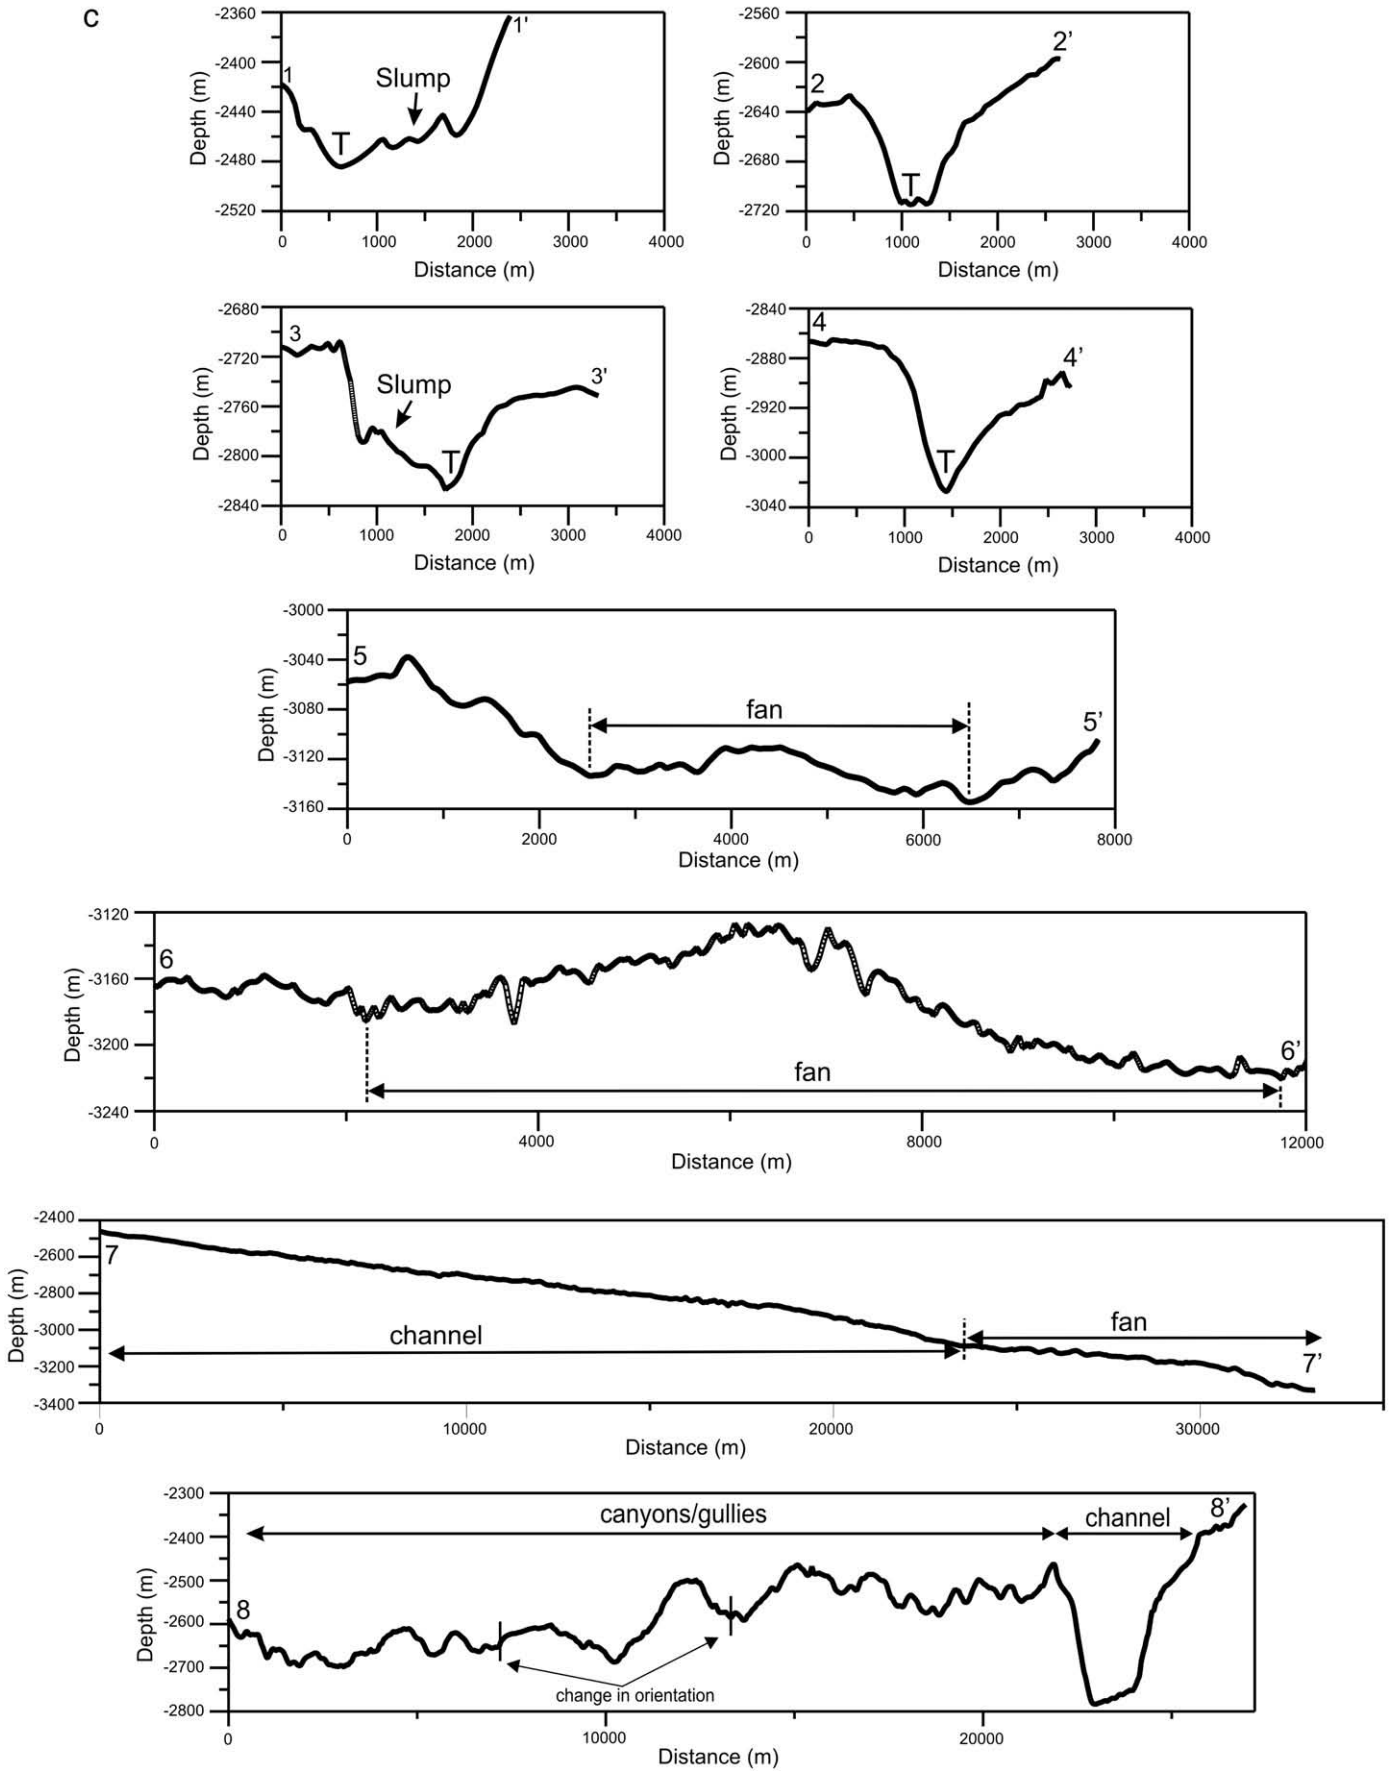 c
-2360
-2400
-2440
-2480
-2520
Depth (m)
1
Slump
T
1'
0 1000 2000 3000 4000
Distance (m)
-2560
-2600
-2640
-2680
-2720
Depth (m)
2
T
2’
0 1000 2000 3000 4000
Distance (m)
-2680
-2720
-2760
-2800
-2840
Depth (m)
3
Slump
T
3'
0 1000 2000 3000 4000
Distance (m)
-2840
-2880
-2920
-3000
-3040
Depth (m)
4
T
4’
0 1000 2000 3000 4000
Distance (m)
-3000
-3040
-3080
-3120
-3160
Depth (m)
5
fan
5’
0 2000 4000 6000 8000
Distance (m)
-3120
-3160
-3200
-3240
Depth (m)
6
fan
6’
0 4000 8000 12000
Distance (m)
-2400
-2600
-2800
-3000
-3200
-3400
Depth (m)
7
channel
fan
7’
0 10000 20000 30000
Distance (m)
-2300
-2400
-2500
-2600
-2700
-2800
Depth (m)
8
canyons/gullies
channel
8’
change in orientation
0 10000 20000
Distance (m)